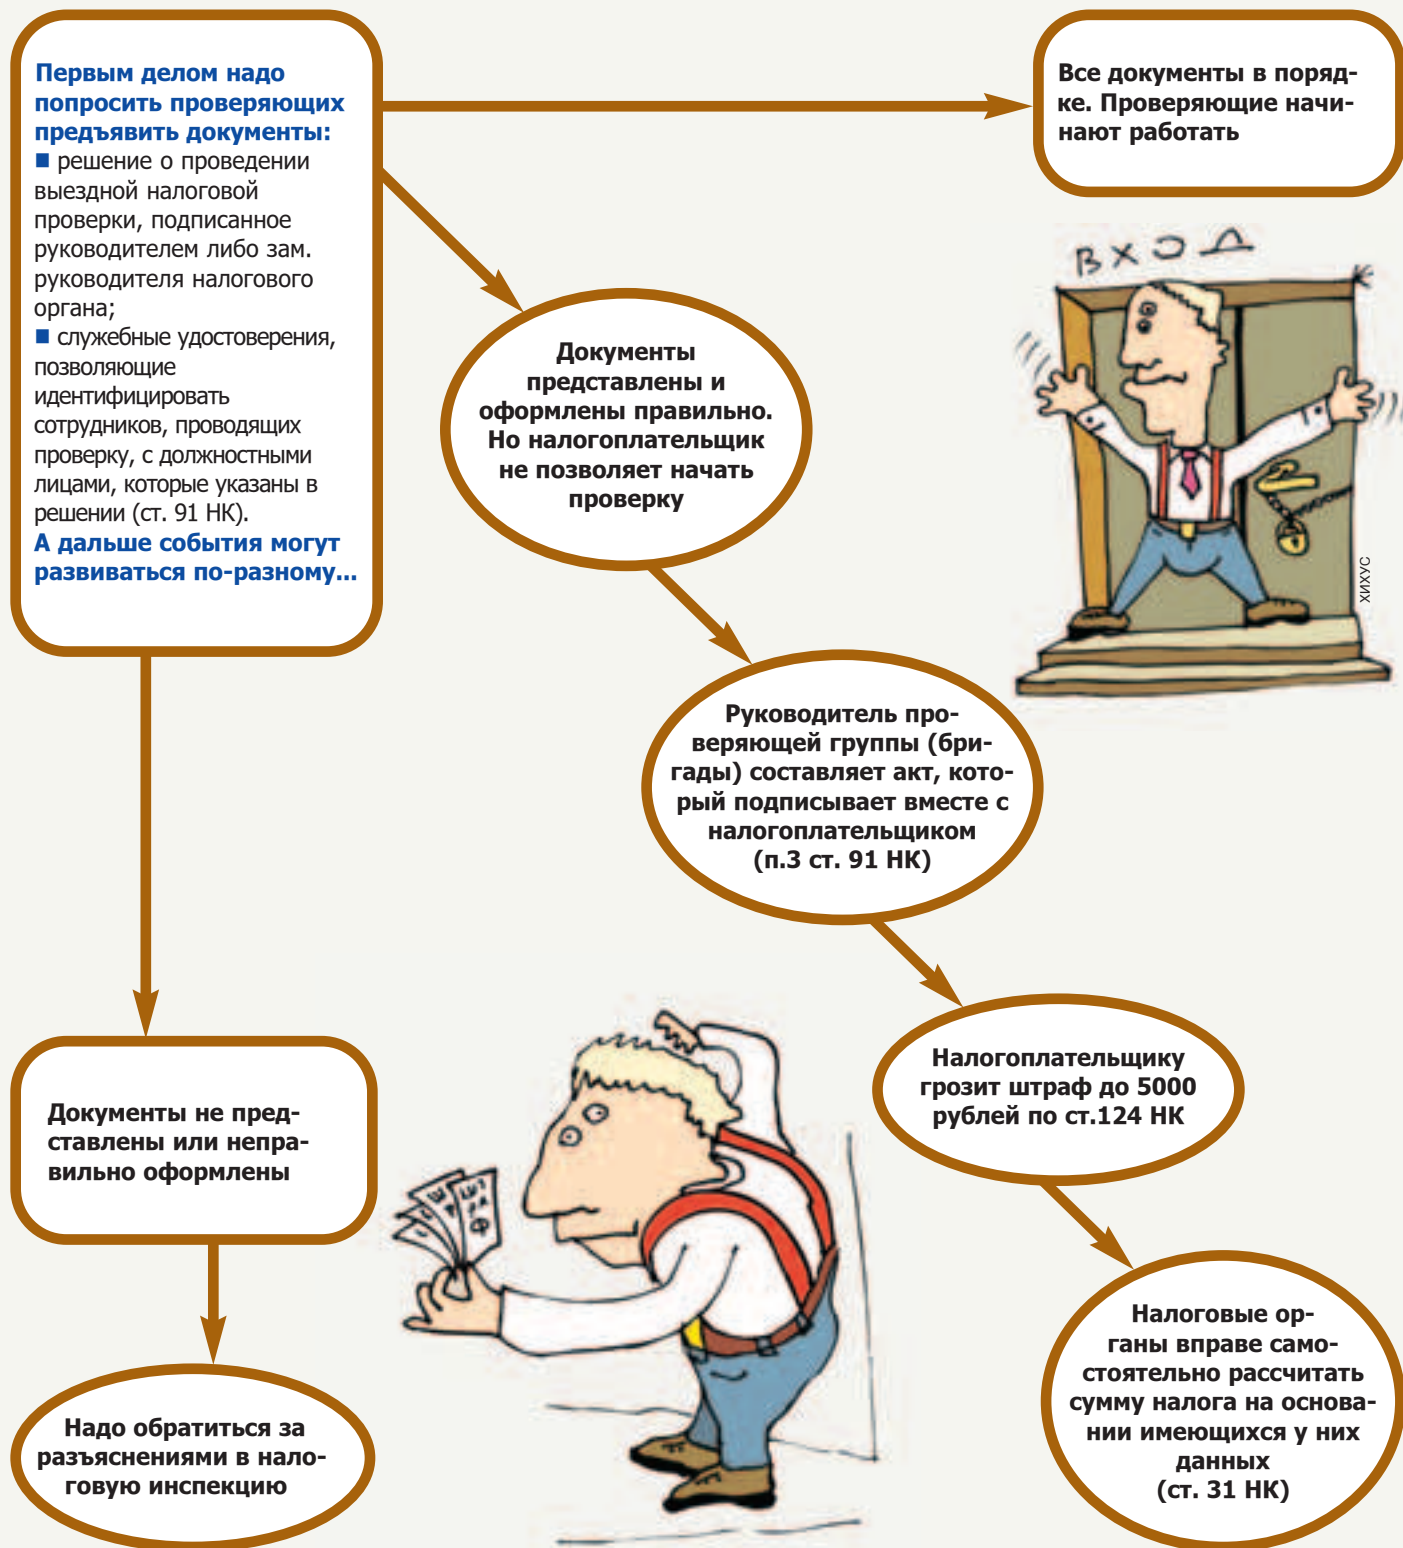 Первым делом надо
попросить проверяющих
предъявить документы:
■ решение о проведении
выездной налоговой
проверки, подписанное
руководителем либо зам.
руководителя налогового
органа;
■ служебные удостоверения,
позволяющие
идентифицировать
сотрудников, проводящих
проверку, с должностными
лицами, которые указаны в
решении (ст. 91 НК).
А дальше события могут
развиваться по-разному...
Все документы в поряд-
ке. Проверяющие начи-
нают работать
ВХОД
ХИХУС
Документы
представлены и
оформлены правильно.
Но налогоплательщик
не позволяет начать
проверку
Руководитель про-
веряющей группы (бри-
гады) составляет акт, кото-
рый подписывает вместе с
налогоплательщиком
(п.3 ст. 91 НК)
Налогоплательщику
грозит штраф до 5000
рублей по ст.124 НК
Налоговые ор-
ганы вправе само-
стоятельно рассчитать
сумму налога на основа-
нии имеющихся у них
данных
(ст. 31 НК)
Документы не пред-
ставлены или непра-
вильно оформлены
Надо обратиться за
разъяснениями в нало-
говую инспекцию